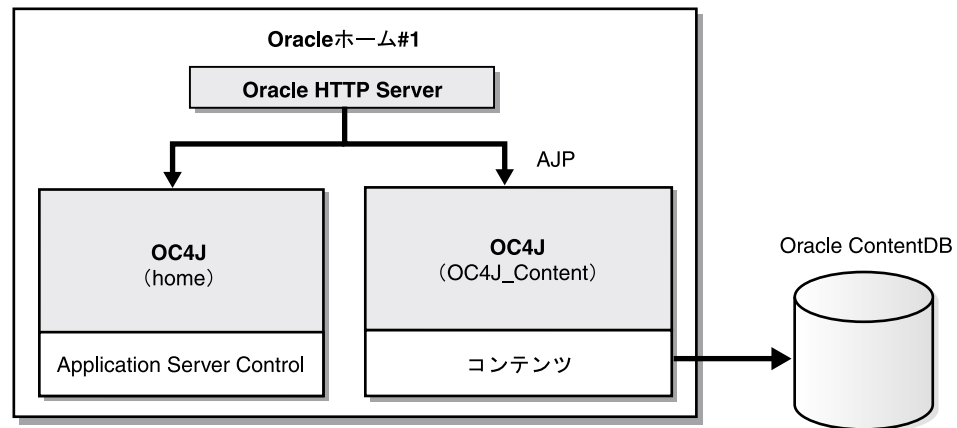 Oracleホーム#1
Oracle HTTP Server
AJP
OC4J
（home）
Application Server Control
OC4J
（OC4J_Content）
コンテンツ
Oracle ContentDB